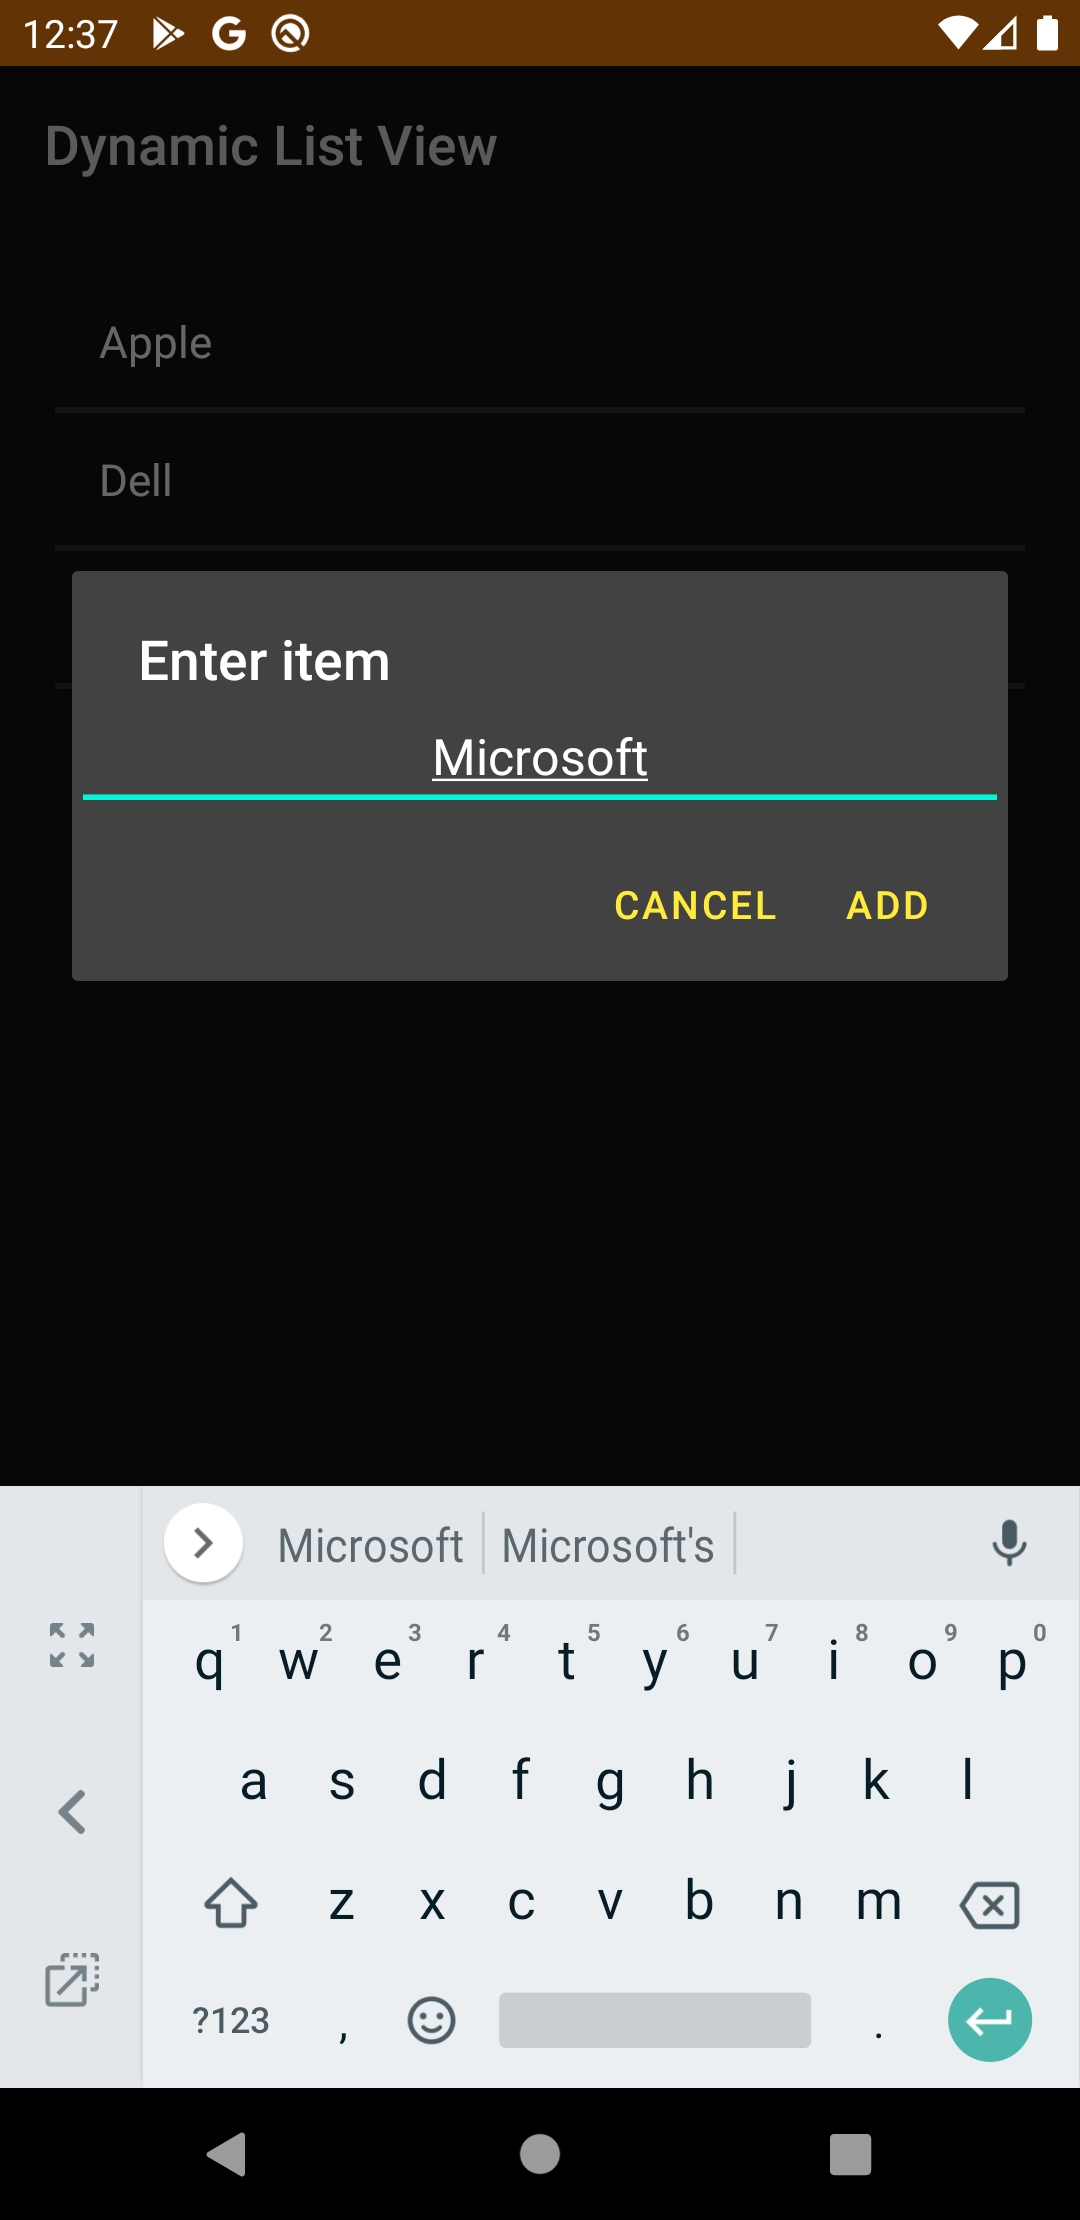 12:37
Dynamic List View
Apple
Dell
Enter item
Microsoft
CANCEL ADD
Microsoft Microsoft's
1 2 3 4 5 6 7 8 9 0
q w e r t y u i o p
a s d f g h j k l
z x c v b n m
?123 , .